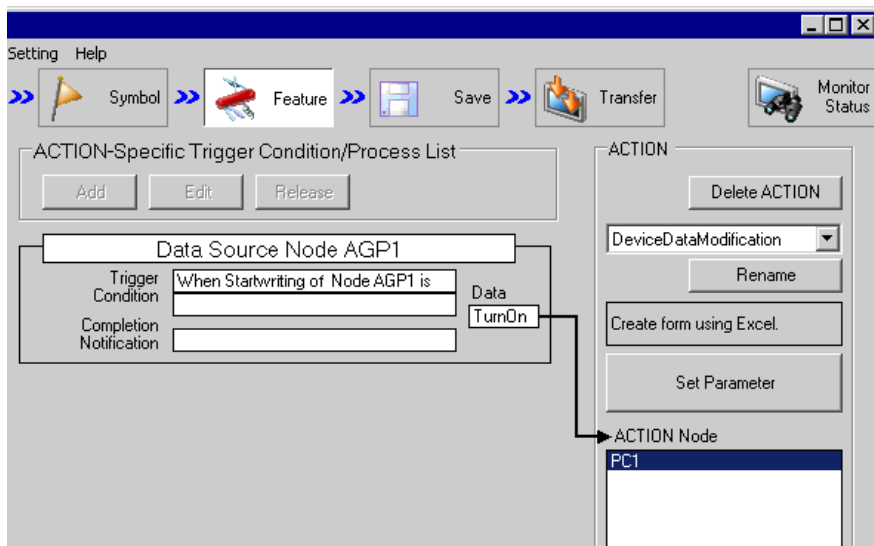 Setting Help
Symbol Feature Save Transfer Monitor Status
ACTION-Specific Trigger Condition/Process List
Add Edit Release
Data Source Node AGP1
Trigger Condition
When Startwriting of Node AGP1 is
Data
TurnOn
Completion Notification
ACTION
Delete ACTION
DeviceDataModification
Rename
Create form using Excel.
Set Parameter
ACTION Node
PC1